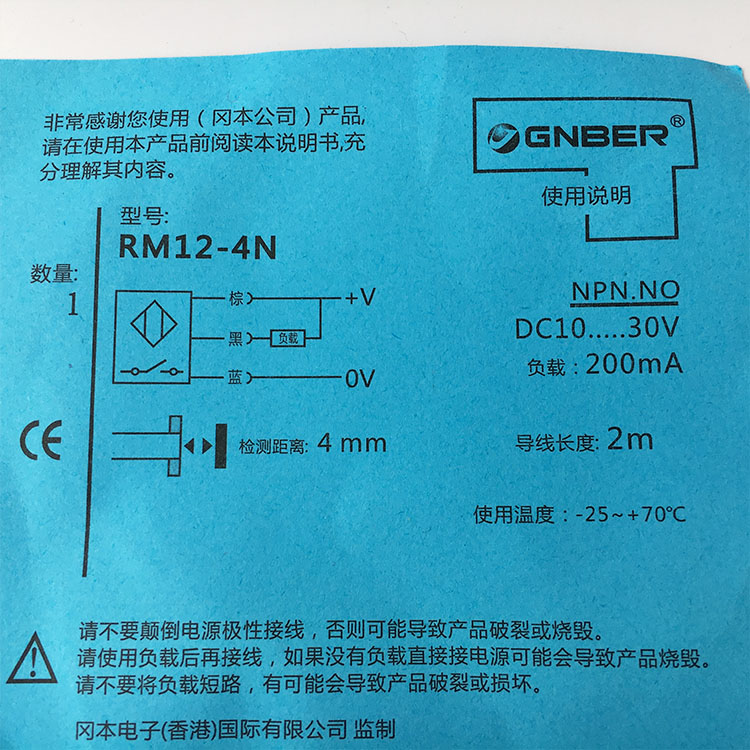 非常感谢您使用（冈本公司）产品,
请在使用本产品前阅读本说明书,充
分理解其内容。
GNBER®
使用说明
型号:
RM12-4N
数量:
1
棕
+V
黑
负载
蓝
0V
NPN.NO
DC10.....30V
负载：200mA
CE
检测距离: 4 mm
导线长度: 2m
使用温度：-25~+70℃
请不要颠倒电源极性接线，否则可能导致产品破裂或烧毁。
请使用负载后再接线，如果没有负载直接接电源可能会导致产品烧毁。
请不要将负载短路，有可能会导致产品破裂或损坏。
冈本电子(香港)国际有限公司 监制